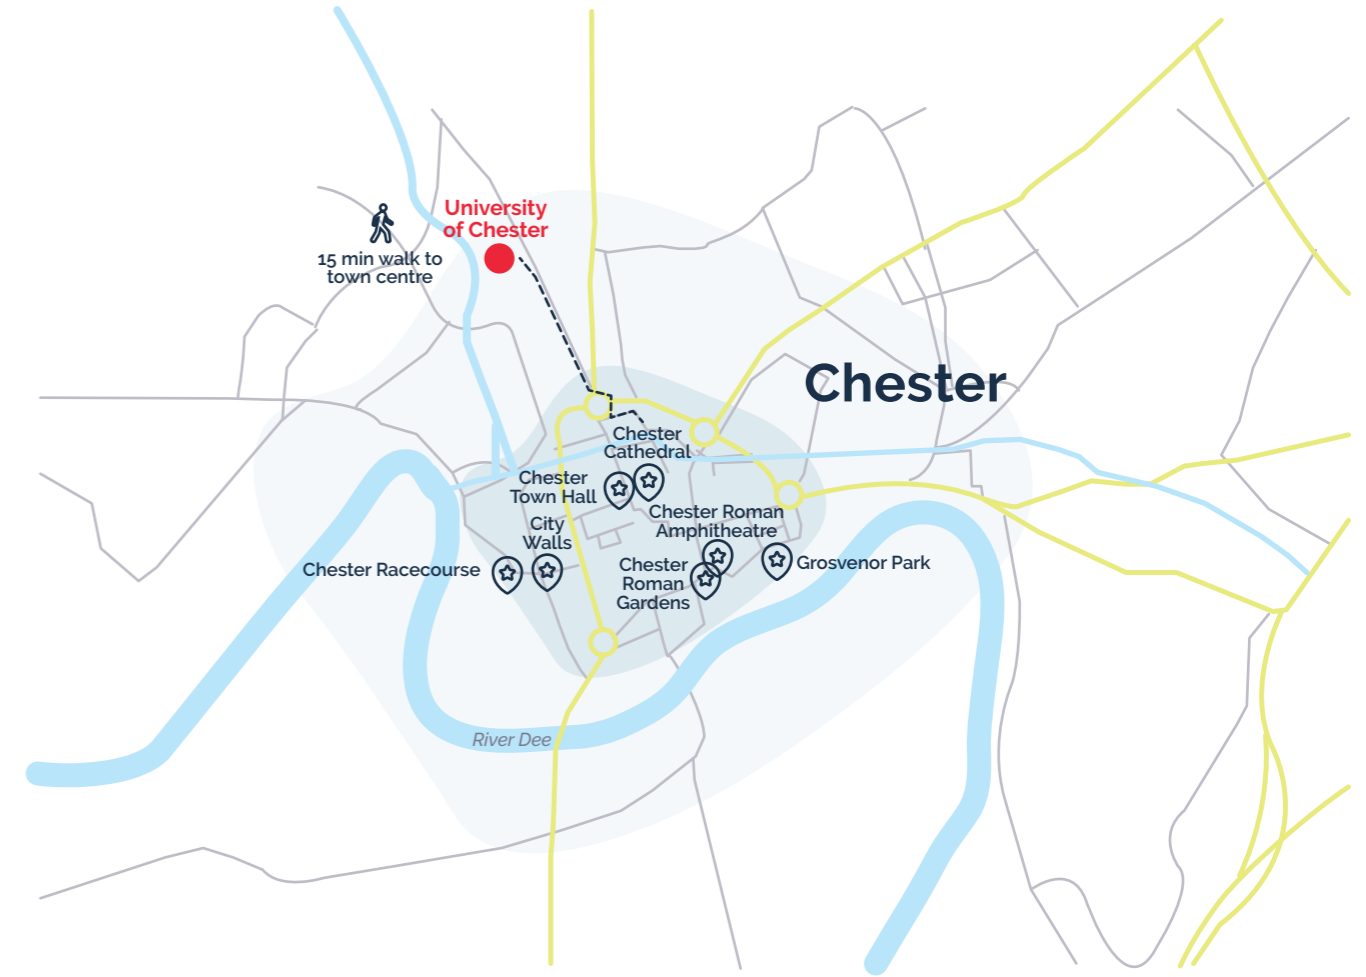 University
of Chester
15 min walk to
town centre
Chester
Chester
Cathedral
Chester
Town Hall
City
Walls
Chester Roman
Amphitheatre
Chester Racecourse
Chester
Roman
Gardens
Grosvenor Park
River Dee